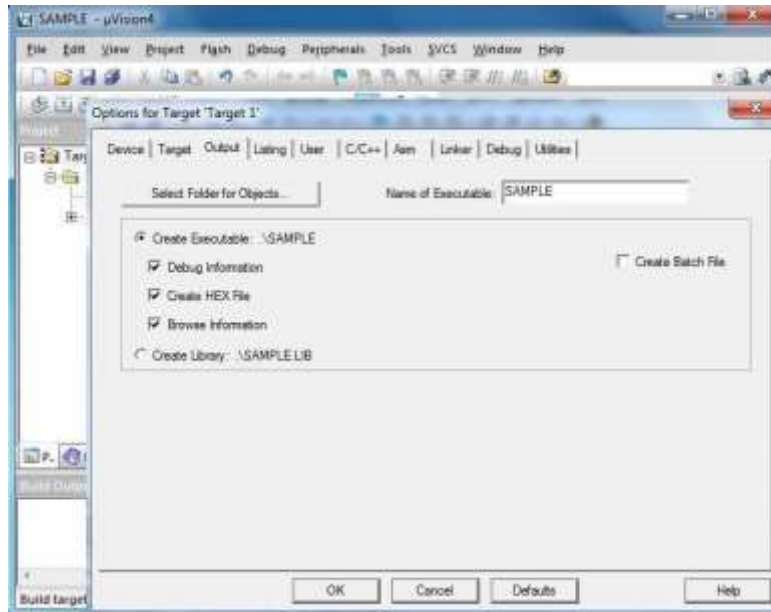 SAMPLE - µVision4
File Edit View Project Flash Debug Peripherals Tools SVCS Window Help
Options for Target 'Target 1'
Project
Device Target Output Listing User C/C++ Asm Linker Debug Utilities
Select Folder for Objects...
Name of Executable: SAMPLE
Create Executable: .\SAMPLE
Debug Information
Create Batch File
Create HEX File
Browse Information
Create Library: .\SAMPLE.LIB
P..
OK Cancel Defaults Help
Build target